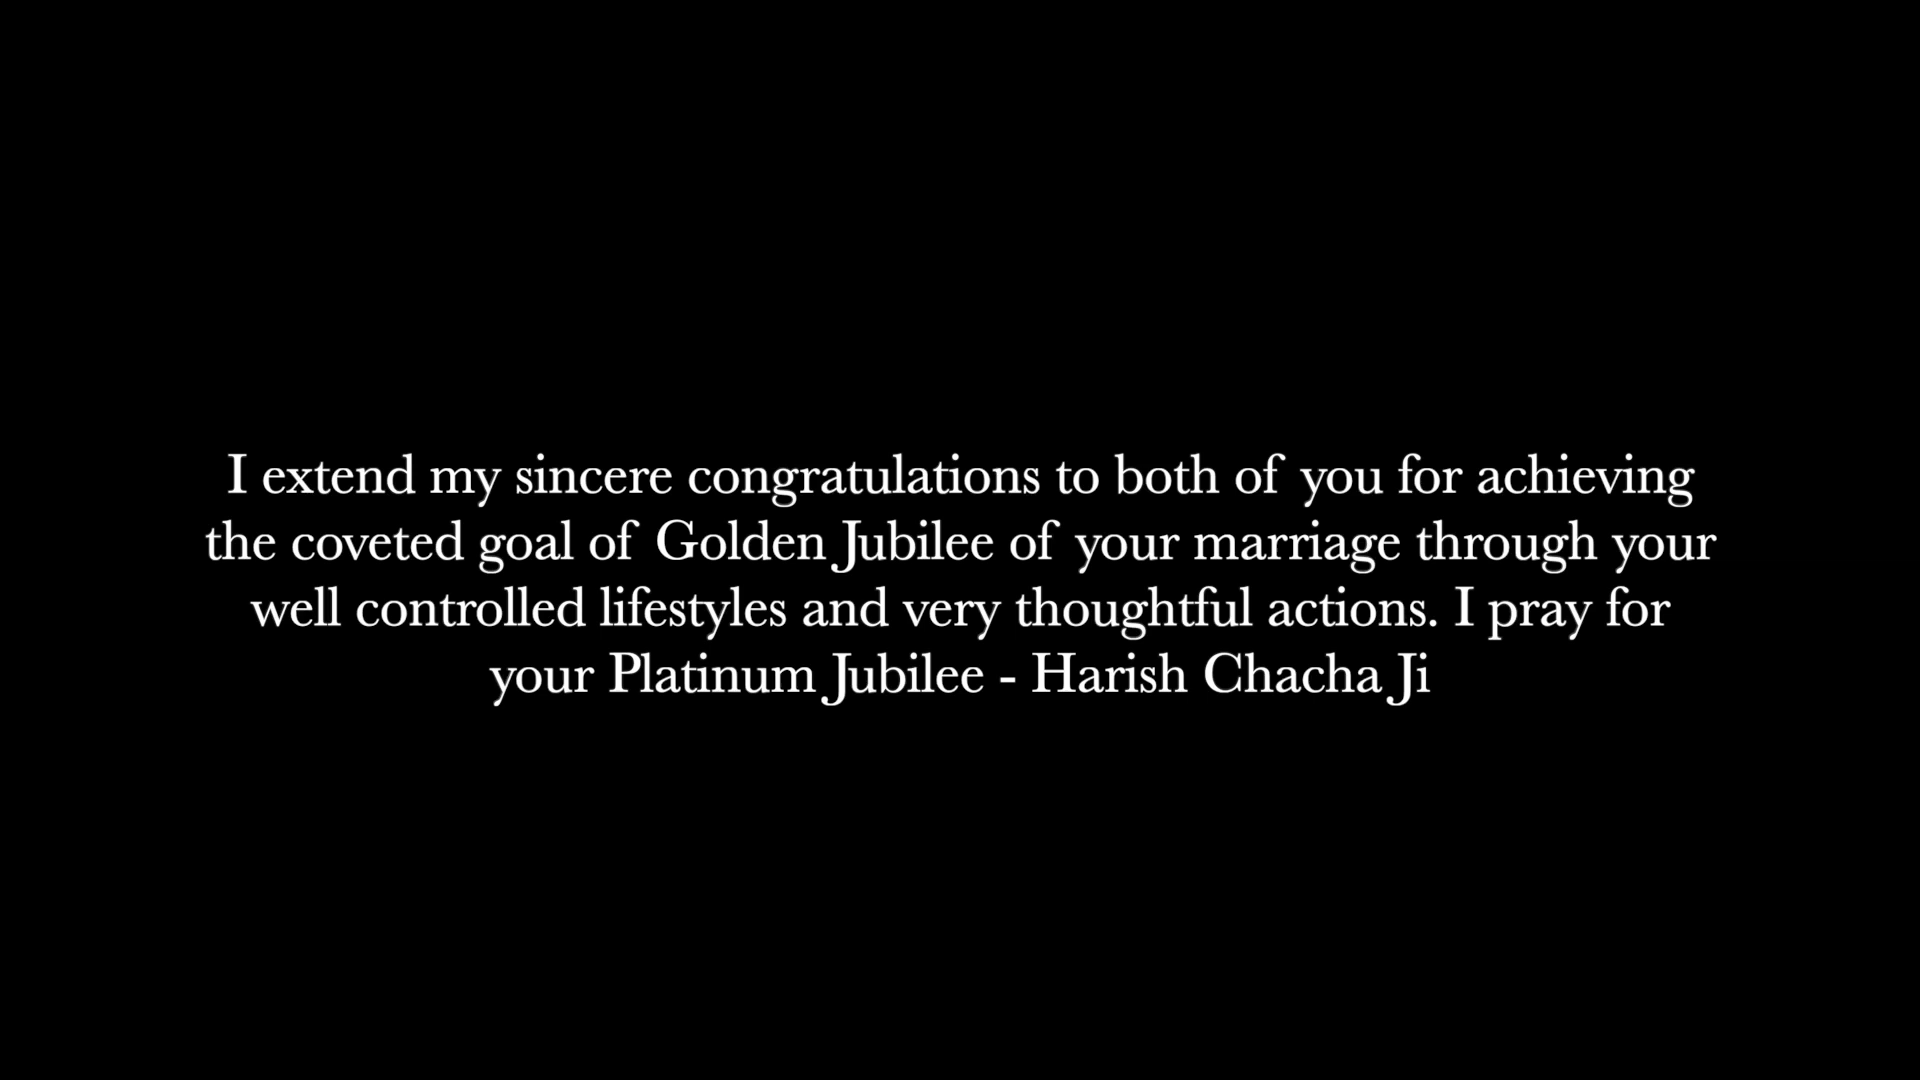 I extend my sincere congratulations to both of you for achieving
the coveted goal of Golden Jubilee of your marriage through your
well controlled lifestyles and very thoughtful actions. I pray for
your Platinum Jubilee - Harish Chacha Ji